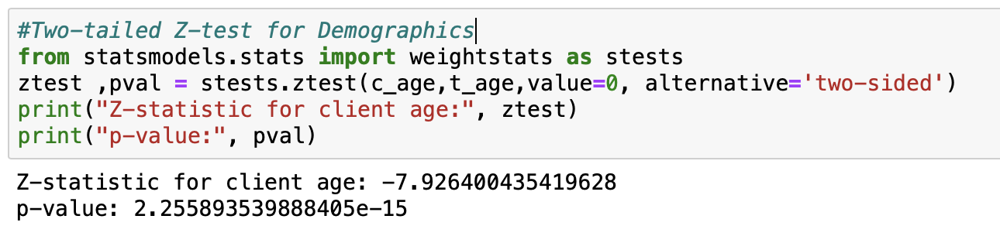 #Two-tailed Z-test for Demographics
from statsmodels.stats import weightstats as stests
ztest ,pval = stests.ztest(c_age,t_age,value=0, alternative='two-sided')
print("Z-statistic for client age:", ztest)
print("p-value:", pval)
Z-statistic for client age: -7.926400435419628
p-value: 2.255893539888405e-15